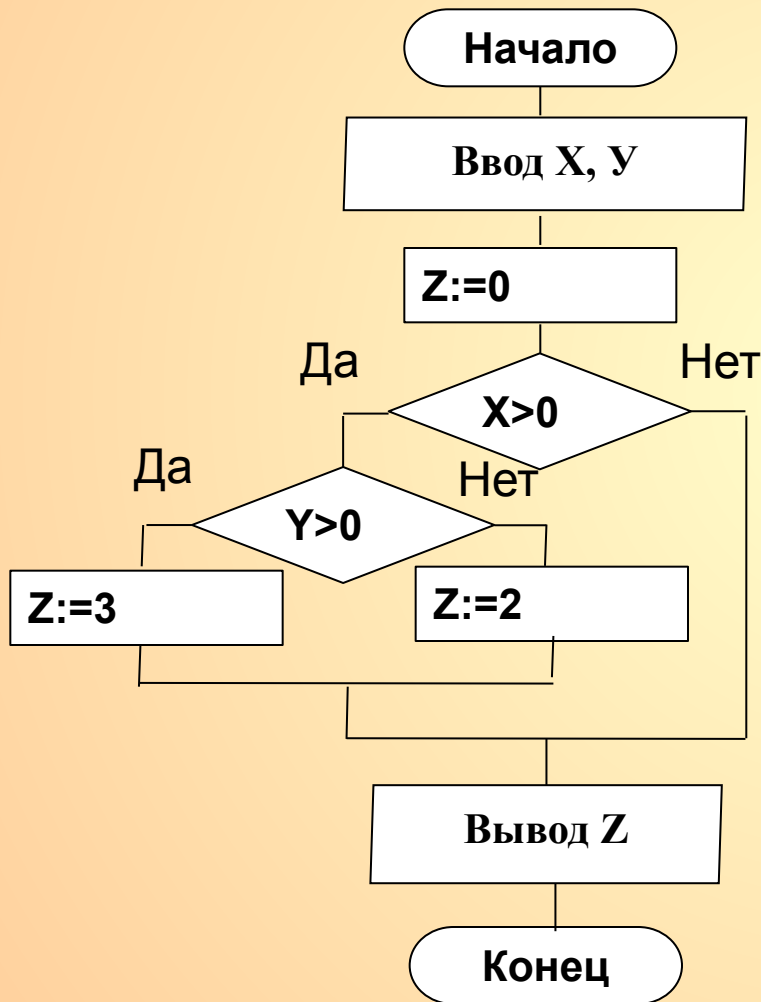 Начало
Ввод X, У
Z:=0
Да
Нет
X>0
Да
Нет
Y>0
Z:=3
Z:=2
Вывод Z
Конец